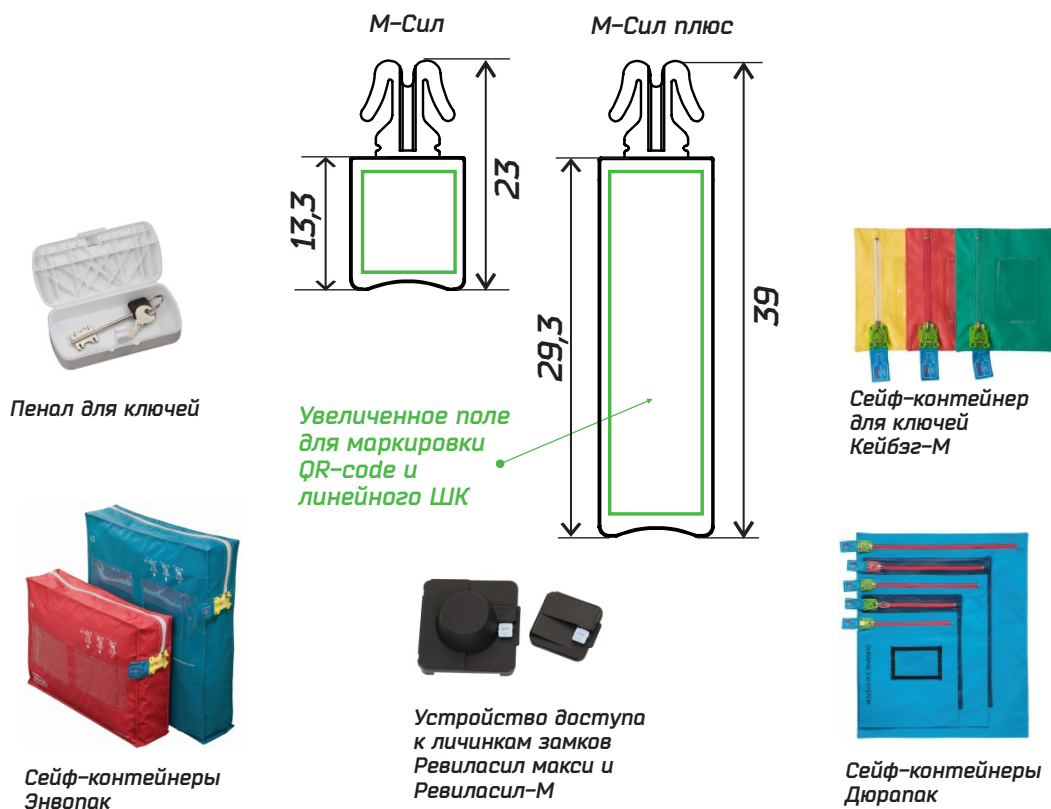 М-Сил
М-Сил плюс
13,3
23
29,3
39
Пенал для ключей
Увеличенное поле
для маркировки
QR-code и
линейного ШК
Сейф-контейнер
для ключей
Кейбэг-М
Сейф-контейнеры
Энвопак
Устройство доступа
к личинкам замков
Ревиласил макси и
Ревиласил-М
Сейф-контейнеры
Дюрапак